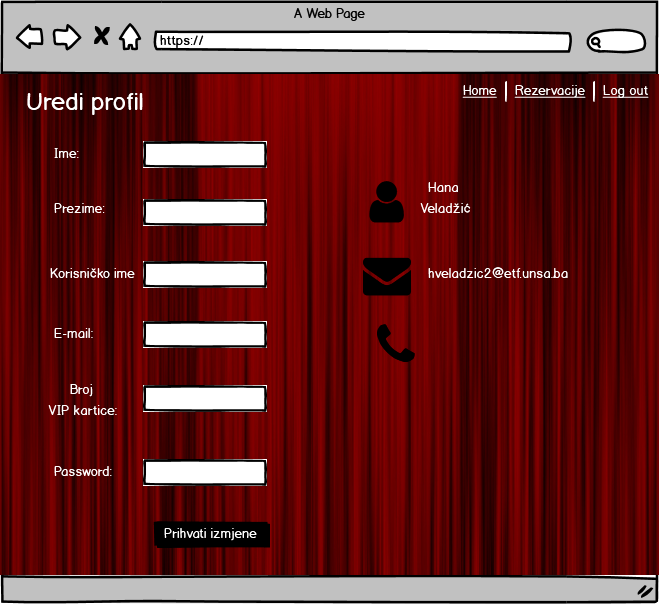 A Web Page
https://
Home | Rezervacije | Log out
Uredi profil
Ime:
Prezime:
Korisničko ime
E-mail:
Broj
VIP kartice:
Password:
Prihvati izmjene
Hana
Veladžić
hveladzic2@etf.unsa.ba